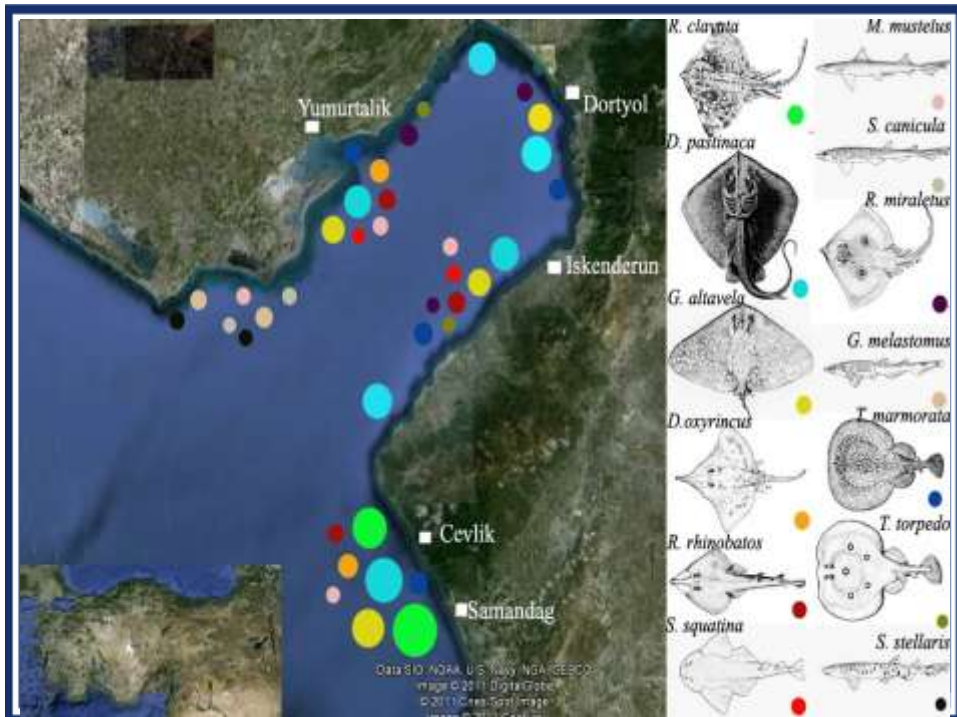 Yumurtalik
Dortyol
Iskenderun
Cevlik
Samandag
Data SIO, NOAA, U.S. Navy, NGA, GEBCO
Image © 2011 DigitalGlobe
© 2011 Cnes/Spot Image
R. clavata
D. pastinaca
G. altavela
D.oxyrincus
R. rhinobatos
S. squatina
M. mustelus
S. canicula
R. miraletus
G. melastomus
T. marmorata
T. torpedo
S. stellaris